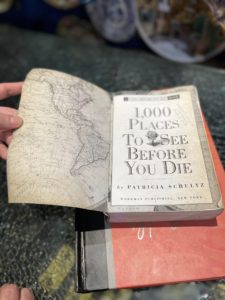 1,000
PLACES
TO SEE
BEFORE
YOU DIE
by PATRICIA SCHULTZ
WORKMAN PUBLISHING, NEW YORK